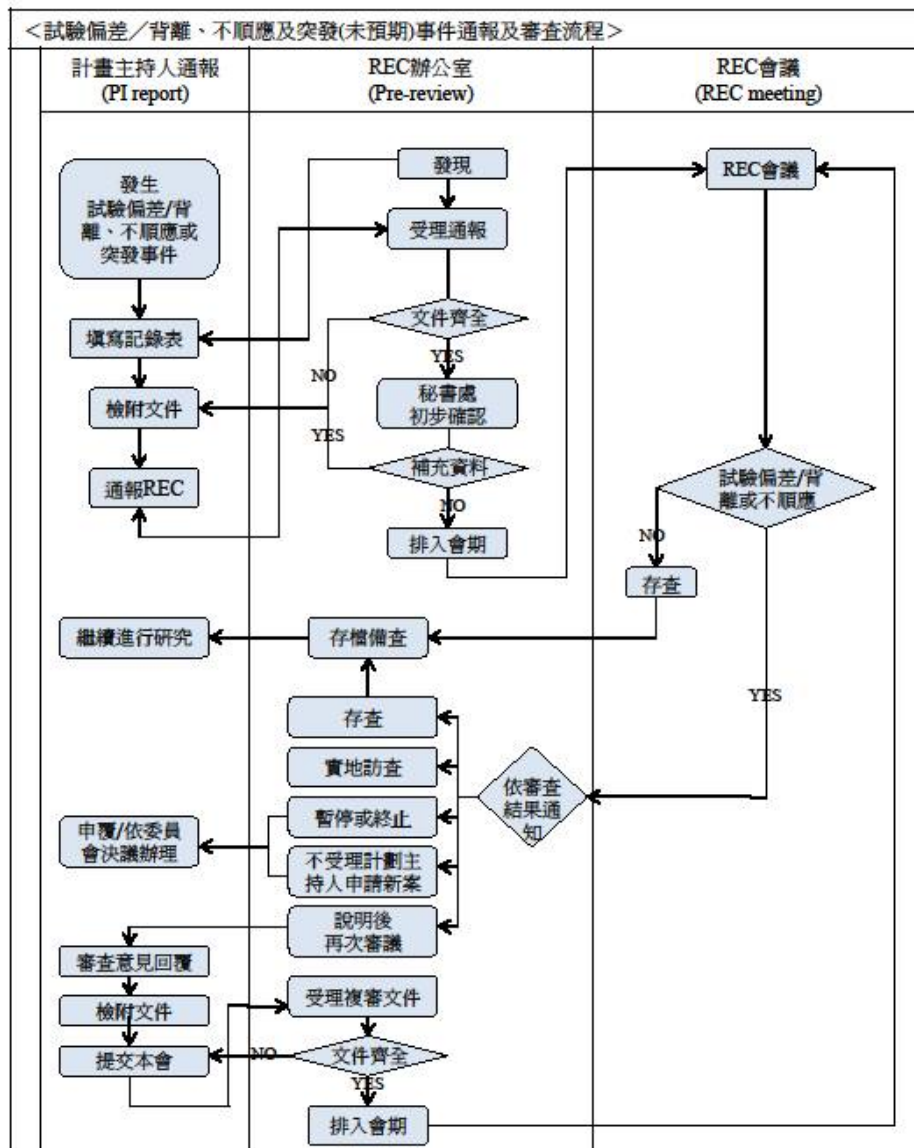 ＜試驗偏差／背離、不順應及突發(未預期)事件通報及審查流程＞
計畫主持人通報
(PI report)
REC辦公室
(Pre-review)
REC會議
(REC meeting)
發生
試驗偏差/背
離、不順應或
突發事件
填寫記錄表
檢附文件
通報REC
發現
受理通報
文件齊全
YES
NO
秘書處
初步確認
YES
補充資料
NO
排入會期
REC會議
試驗偏差/背
離或不順應
NO
存查
YES
繼續進行研究
存檔備查
存查
實地訪查
暫停或終止
不受理計劃主
持人申請新案
說明後
再次審議
依審查
結果通
知
申覆/依委員
會決議辦理
審查意見回覆
檢附文件
提交本會
受理複審文件
NO
文件齊全
YES
排入會期